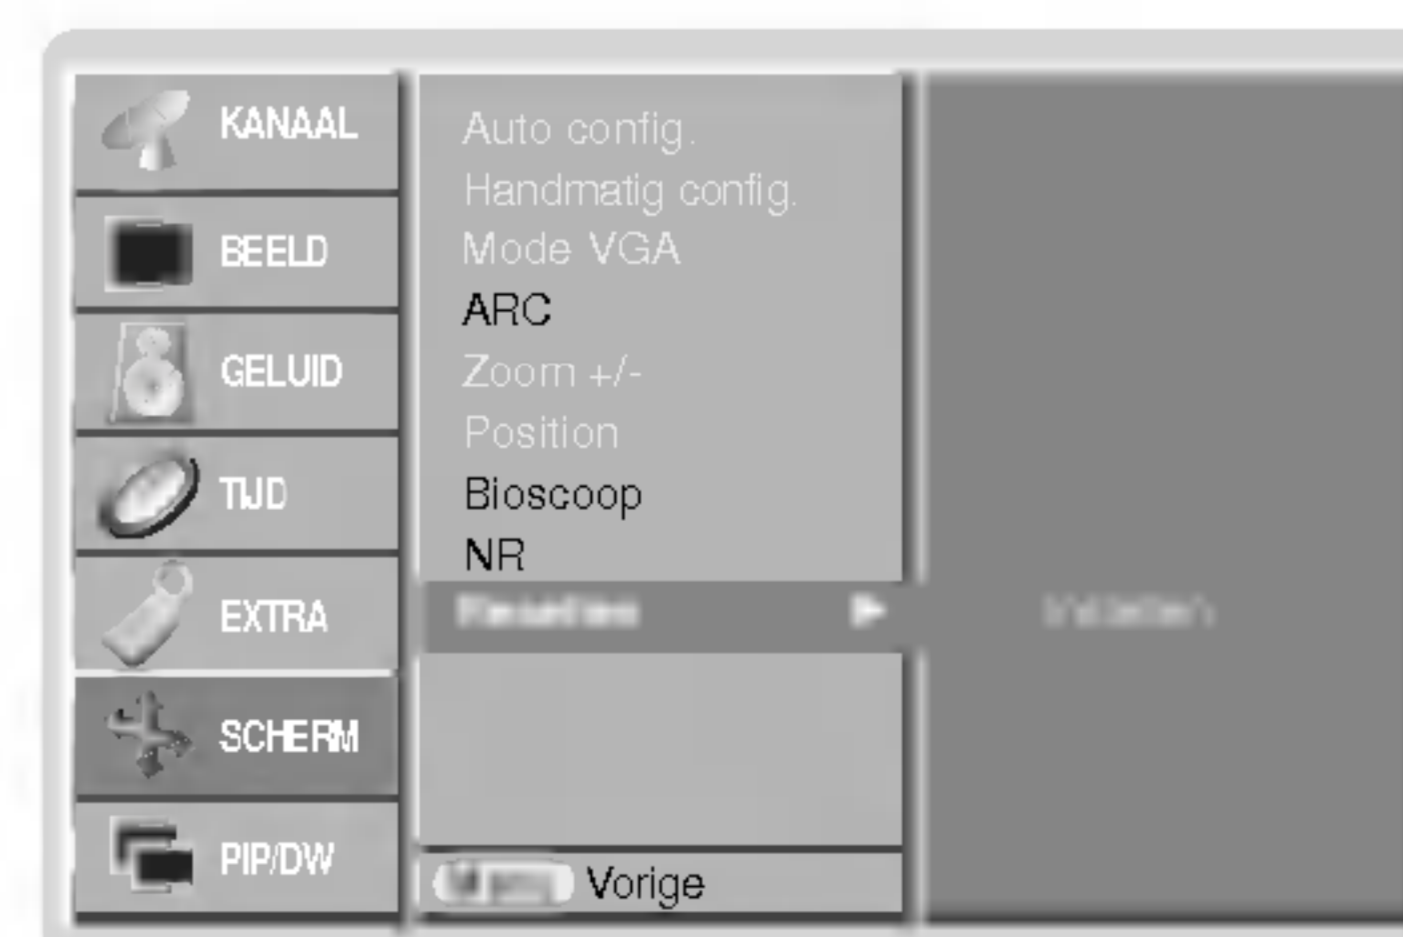 KANAAL
BEELD
GELUID
TIJD
EXTRA
SCHERM
PIP/DW
Auto config.
Handmatig config.
Mode VGA
ARC
Zoom +/-
Position
Bioscoop
NR
Vorige